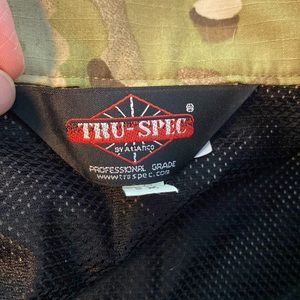 ®
TRU-SPEC
BY ATLANCO
PROFESSIONAL GRADE
www.truspec.com